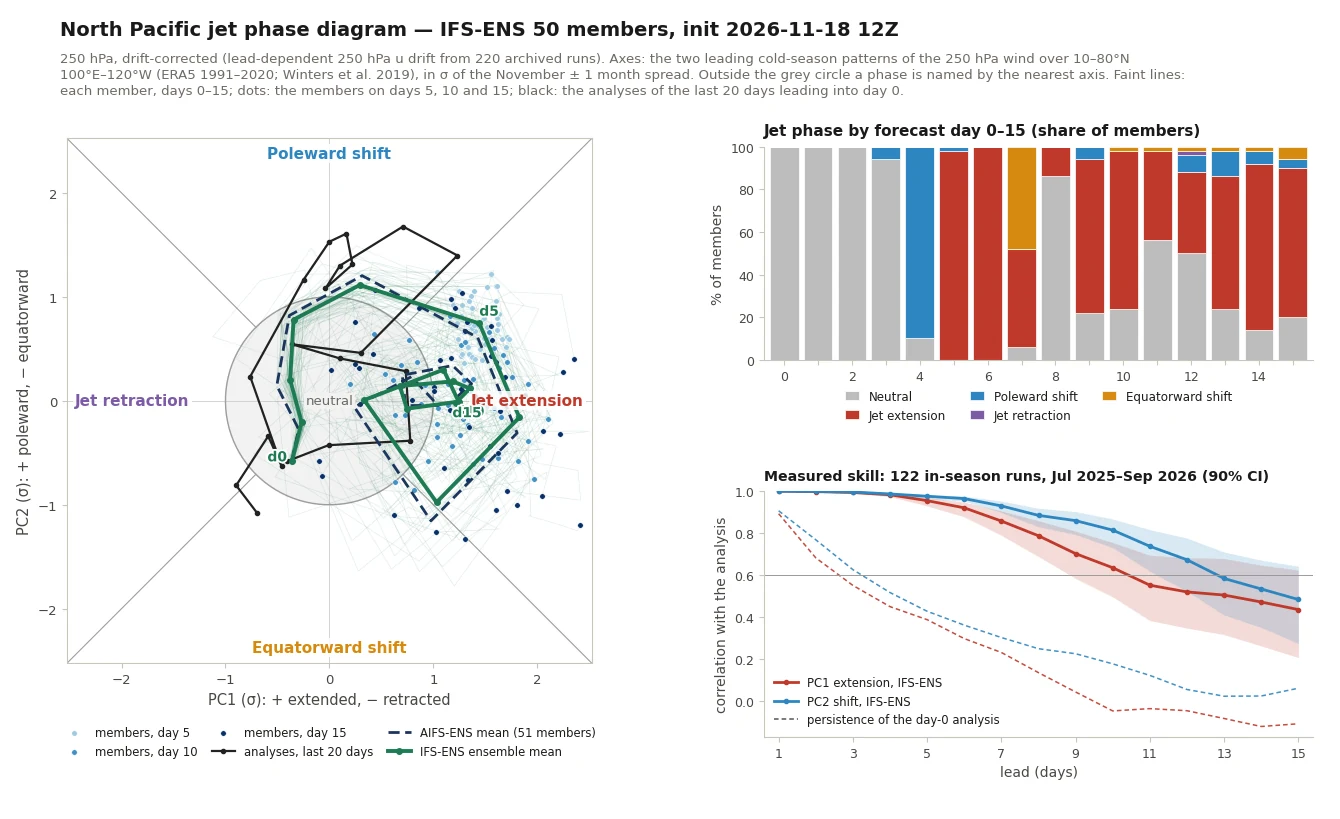 North Pacific jet phase diagram — IFS-ENS 50 members, init 2026-11-18 12Z
250 hPa, drift-corrected (lead-dependent 250 hPa u drift from 220 archived runs). Axes: the two leading cold-season patterns of the 250 hPa wind over 10–80°N
100°E–120°W (ERA5 1991–2020; Winters et al. 2019), in σ of the November ± 1 month spread. Outside the grey circle a phase is named by the nearest axis. Faint lines:
each member, days 0–15; dots: the members on days 5, 10 and 15; black: the analyses of the last 20 days leading into day 0.
Poleward shift
Jet retraction
neutral
Jet extension
Equatorward shift
d0
d5
d15
PC2 (σ): + poleward, − equatorward
2
1
0
−1
−2
−2
−1
0
1
2
PC1 (σ): + extended, − retracted
members, day 5
members, day 10
members, day 15
analyses, last 20 days
AIFS-ENS mean (51 members)
IFS-ENS ensemble mean
Jet phase by forecast day 0–15 (share of members)
% of members
100
80
60
40
20
0
0
2
4
6
8
10
12
14
Neutral
Jet extension
Poleward shift
Jet retraction
Equatorward shift
Measured skill: 122 in-season runs, Jul 2025–Sep 2026 (90% CI)
correlation with the analysis
1.0
0.8
0.6
0.4
0.2
0.0
PC1 extension, IFS-ENS
PC2 shift, IFS-ENS
persistence of the day-0 analysis
1
3
5
7
9
11
13
15
lead (days)